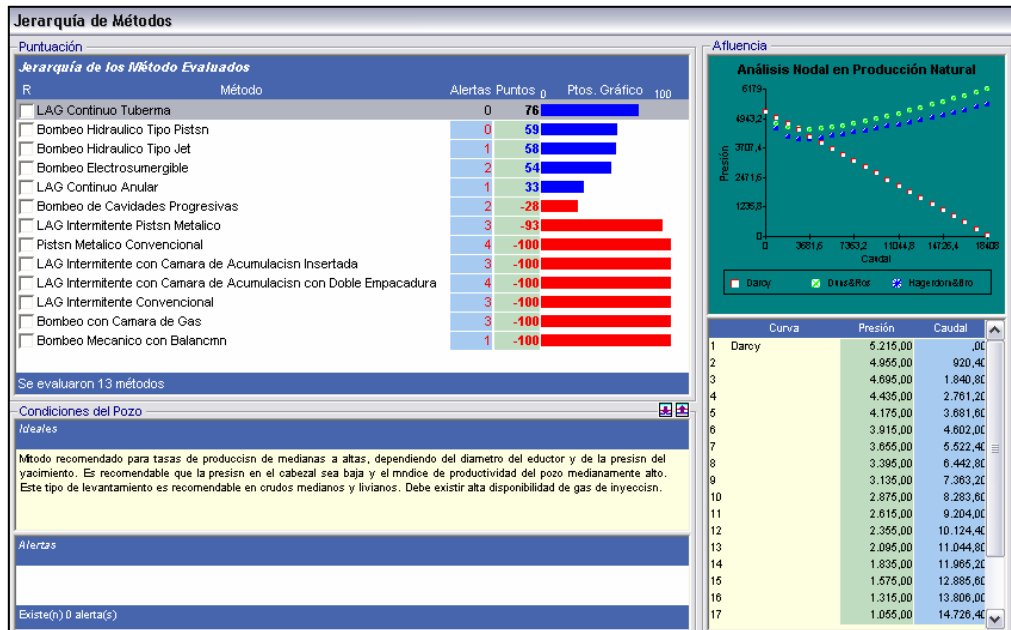 Jerarquía de Métodos
Puntuación
Jerarquía de los Método Evaluados
R Método Alertas Puntos 0 Ptos. Gráfico 100
LAG Continuo Tuberma 0 76
Bombeo Hidraulico Tipo Pistsn 0 59
Bombeo Hidraulico Tipo Jet 1 58
Bombeo Electrosumergible 2 54
LAG Continuo Anular 1 33
Bombeo de Cavidades Progresivas 2 -28
LAG Intermitente Pistsn Metalico 3 -93
Pistsn Metalico Convencional 4 -100
LAG Intermitente con Camara de Acumulacisn Insertada 3 -100
LAG Intermitente con Camara de Acumulacisn con Doble Empacadura 4 -100
LAG Intermitente Convencional 3 -100
Bombeo con Camara de Gas 3 -100
Bombeo Mecanico con Balancmn 1 -100
Se evaluaron 13 métodos
Condiciones del Pozo
Ideales
Mitodo recomendado para tasas de produccisn de medianas a altas, dependiendo del diametro del eductor y de la presisn del
yacimiento. Es recomendable que la presisn en el cabezal sea baja y el mndice de productividad del pozo medianamente alto.
Este tipo de levantamiento es recomendable en crudos medianos y livianos. Debe existir alta disponibilidad de gas de inyeccisn.
Alertas
Existe(n) 0 alerta(s)
Afluencia
Análisis Nodal en Producción Natural
6179
4943,2
3707,4
2471,6
1235,8
0
Presión
0 3681,6 7363,2 11044,8 14726,4 18408
Caudal
Darcy Duns&Ros Hagerdorn&Bro
Curva Presión Caudal
1 Darcy 5.215,00 ,00
2 4.955,00 920,40
3 4.695,00 1.840,80
4 4.435,00 2.761,20
5 4.175,00 3.681,60
6 3.915,00 4.602,00
7 3.655,00 5.522,40
8 3.395,00 6.442,80
9 3.135,00 7.363,20
10 2.875,00 8.283,60
11 2.615,00 9.204,00
12 2.355,00 10.124,40
13 2.095,00 11.044,80
14 1.835,00 11.965,20
15 1.575,00 12.885,60
16 1.315,00 13.806,00
17 1.055,00 14.726,40